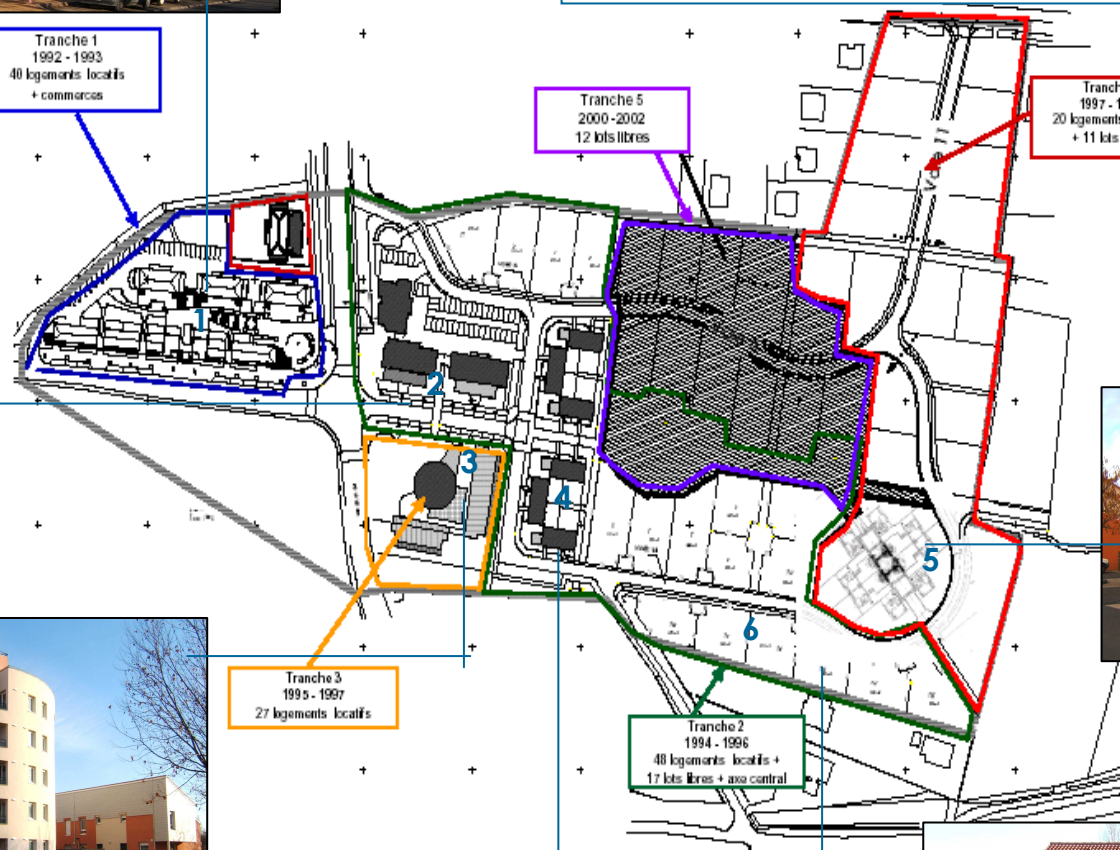 Tranche 1
1992 - 1993
48 logements locatifs
+ commerces
Tranche 5
2000 - 2002
12 lots libres
Tranch
1997 - 1
20 logements
+ 11 lots
1
2
3
4
5
6
Tranche 3
1995 - 1997
27 logements locatifs
Tranche 2
1994 - 1996
48 logements locatifs +
17 lots libres + axe central